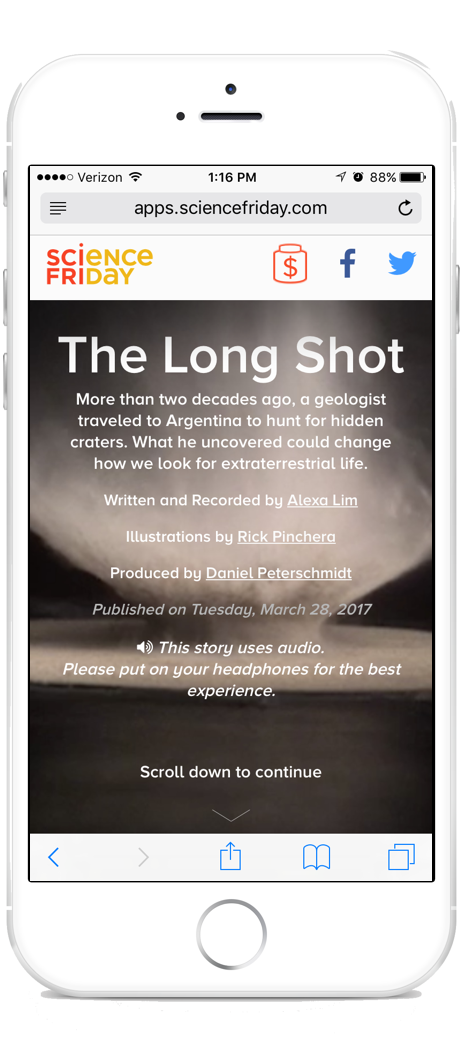 Verizon 1:16 PM 88%
apps.sciencefriday.com
SCIENCE
FRIDAY
$
The Long Shot
More than two decades ago, a geologist
traveled to Argentina to hunt for hidden
craters. What he uncovered could change
how we look for extraterrestrial life.
Written and Recorded by Alexa Lim
Illustrations by Rick Pinchera
Produced by Daniel Peterschmidt
Published on Tuesday, March 28, 2017
This story uses audio.
Please put on your headphones for the best
experience.
Scroll down to continue